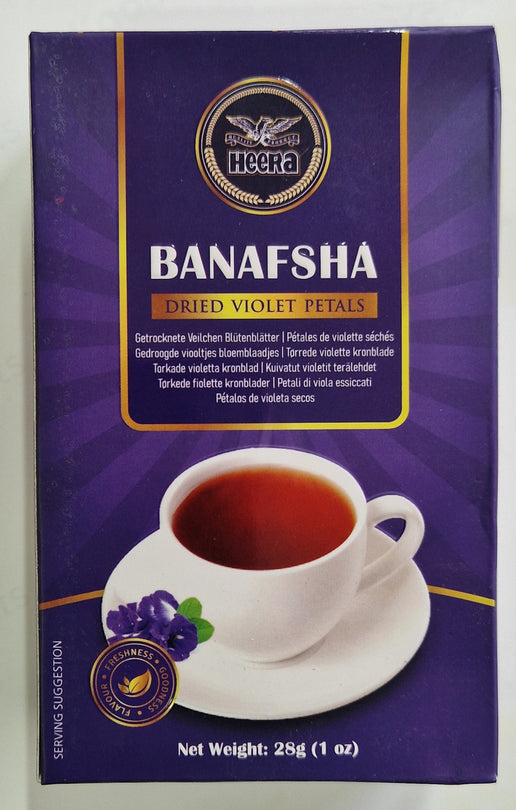 HEERA
BANAFSHA
DRIED VIOLET PETALS
Getrocknete Veilchen Blütenblätter | Pétales de violette séchés
Gedroogde viooltjes bloemblaadjes | Tørrede violette kronblade
Torkade violetta kronblad | Kuivatut violetit terälehdet
Tørkede fiolette kronblader | Petali di viola essiccati
Pétalos de violeta secos
FRESHNESS • GOODNESS • FLAVOUR •
SERVING SUGGESTION
Net Weight: 28g (1 oz)